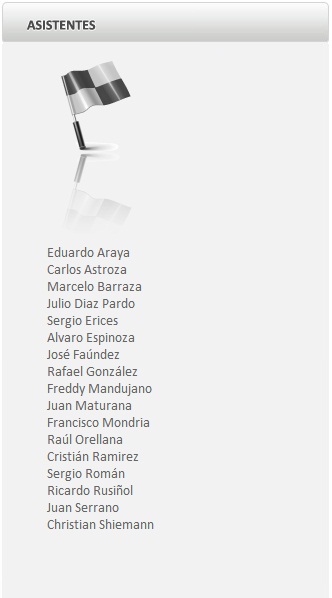 ASISTENTES
Eduardo Araya
Carlos Astroza
Marcelo Barraza
Julio Diaz Pardo
Sergio Erices
Alvaro Espinoza
José Faúndez
Rafael González
Freddy Mandujano
Juan Maturana
Francisco Mondria
Raúl Orellana
Cristián Ramirez
Sergio Román
Ricardo Rusiñol
Juan Serrano
Christian Shiemann